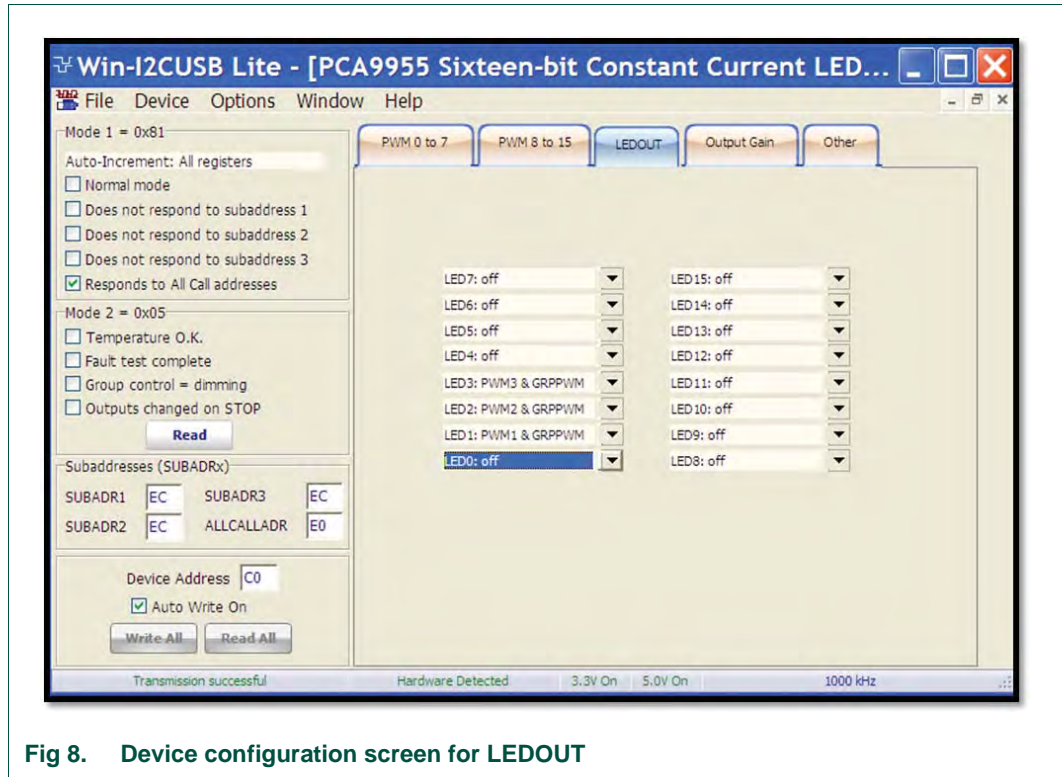 Win-I2CUSB Lite - [PCA9955 Sixteen-bit Constant Current LED...
File Device Options Window Help
Mode 1 = 0x81
Auto-Increment: All registers
Normal mode
Does not respond to subaddress 1
Does not respond to subaddress 2
Does not respond to subaddress 3
Responds to All Call addresses
Mode 2 = 0x05
Temperature O.K.
Fault test complete
Group control = dimming
Outputs changed on STOP
Read
Subaddresses (SUBADRx)
SUBADR1 EC SUBADR3 EC
SUBADR2 EC ALLCALLADR E0
Device Address C0
Auto Write On
Write All Read All
PWM 0 to 7 PWM 8 to 15 LEDOUT Output Gain Other
LED7: off LED15: off
LED6: off LED14: off
LED5: off LED13: off
LED4: off LED12: off
LED3: PWM3 & GRPPWM LED11: off
LED2: PWM2 & GRPPWM LED10: off
LED1: PWM1 & GRPPWM LED9: off
LED0: off LED8: off
Transmission successful Hardware Detected 3.3V On 5.0V On 1000 kHz
Fig 8. Device configuration screen for LEDOUT